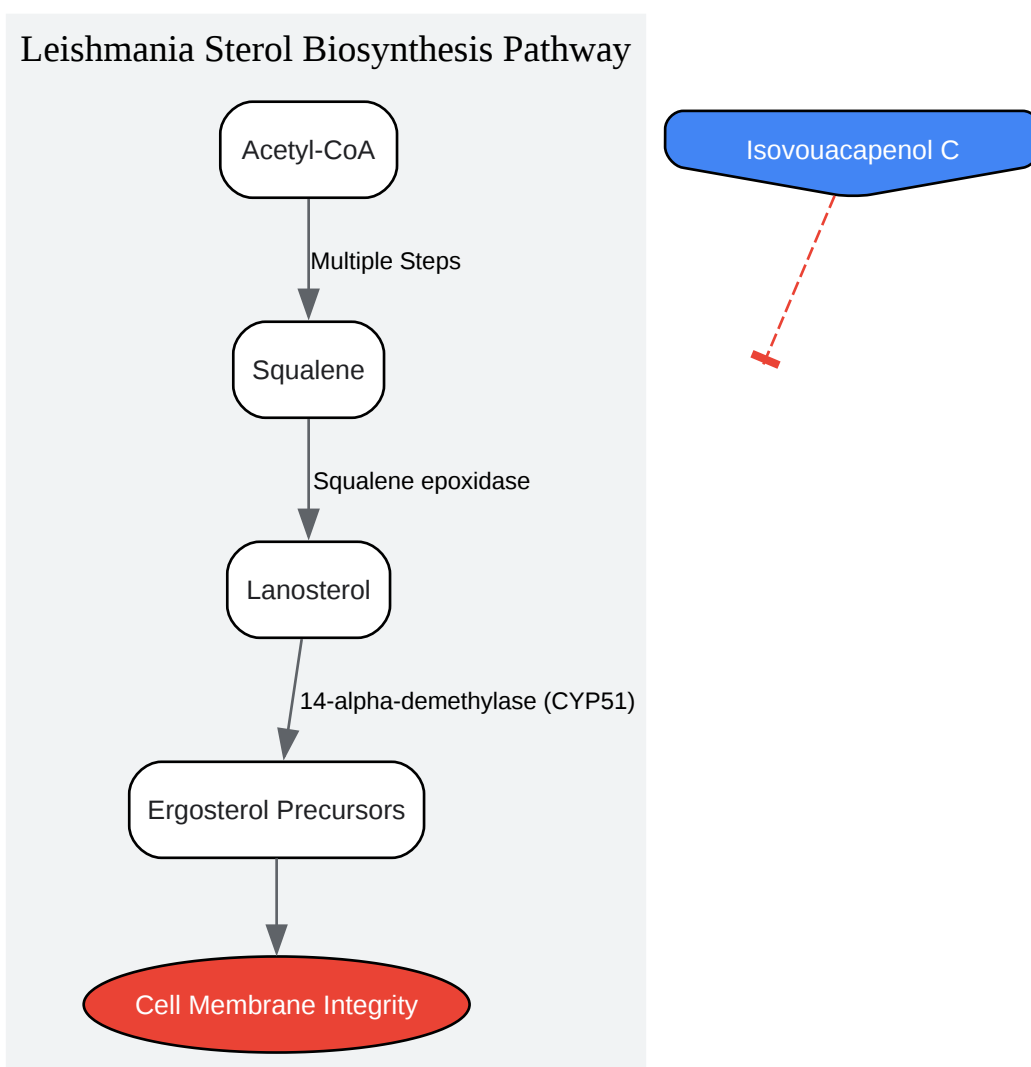 Leishmania Sterol Biosynthesis Pathway
Acetyl-CoA
Isovouacapenol C
Multiple Steps
Squalene
Squalene epoxidase
Lanosterol
14-alpha-demethylase (CYP51)
Ergosterol Precursors
Cell Membrane Integrity